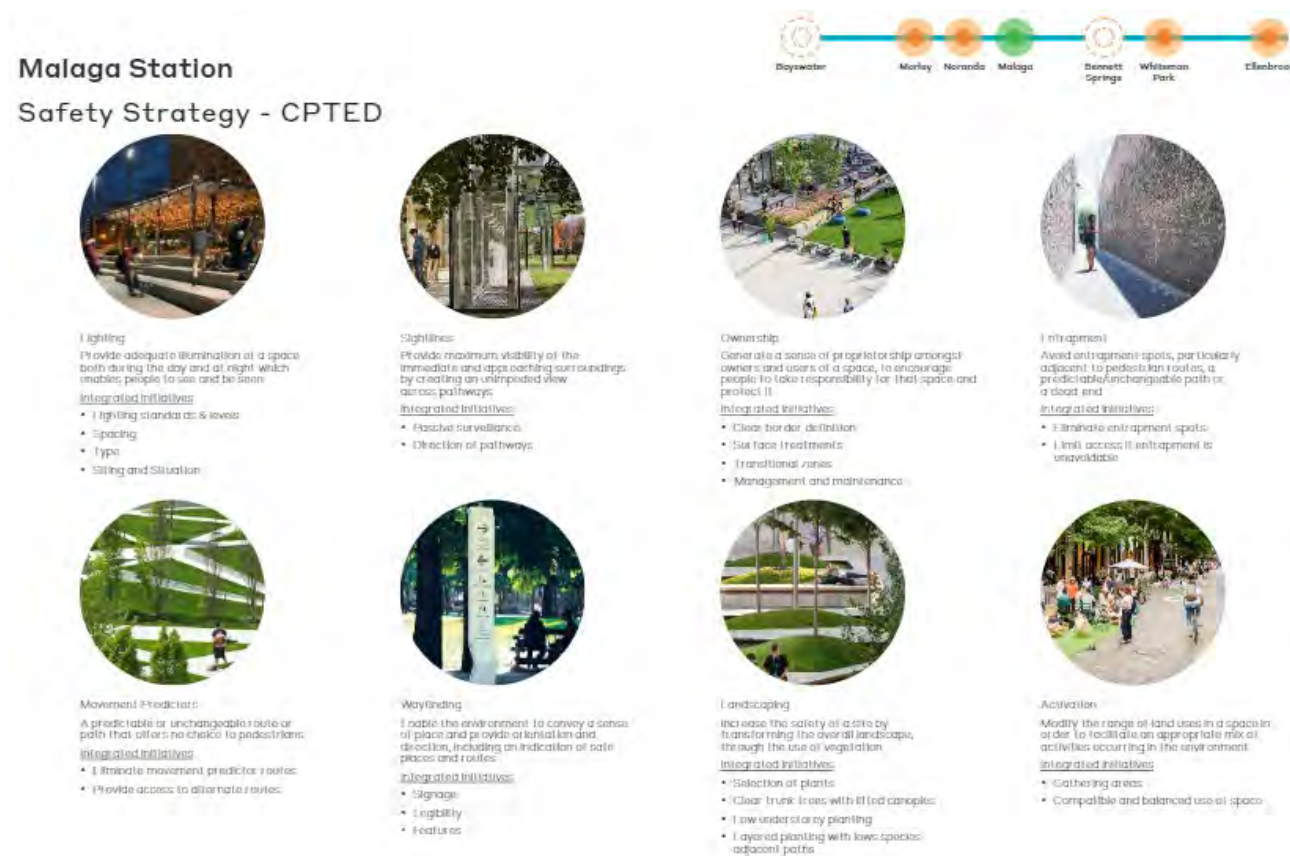 Malaga Station
Safety Strategy - CPTED
Bayswater
Morley
Noranda
Malaga
Bennett
Springs
Whiteman
Park
Ellenbroo
Lighting
Provide adequate illumination of a space
both during the day and at night which
enables people to see and be seen
Integrated Initiatives
• Lighting standards & levels
• Spacing
• Type
• Siting and Situation
Sightlines
Provide maximum visibility of the
immediate and approaching surroundings
by creating an unimpeded view
across pathways
Integrated Initiatives
• Passive surveillance
• Direction of pathways
Ownership
Generate a sense of proprietorship amongst
owners and users of a space, to encourage
people to take responsibility for that space and
protect it
Integrated Initiatives
• Clear border definition
• Surface treatments
• Transitional zones
• Management and maintenance
Entrapment
Avoid entrapment spots, particularly
adjacent to pedestrian routes, a
predictable/unchangeable path or
a dead end
Integrated Initiatives
• Eliminate entrapment spots
• Limit access if entrapment is
unavoidable
Movement Predictors
A predictable or unchangeable route or
path that offers no choice to pedestrians
Integrated Initiatives
• Eliminate movement predictor routes
• Provide access to alternate routes
Wayfinding
Enable the environment to convey a sense
of place and provide orientation and
direction, including an indication of safe
places and routes
Integrated Initiatives
• Signage
• Legibility
• Features
Landscaping
Increase the safety of a site by
transforming the overall landscape,
through the use of vegetation
Integrated Initiatives
• Selection of plants
• Clear trunk trees with lifted canopies
• Low understorey planting
• Layered planting with lows species
adjacent paths
Activation
Modify the range of land uses in a space in
order to facilitate an appropriate mix of
activities occurring in the environment
Integrated Initiatives
• Gathering areas
• Compatible and balanced use of space